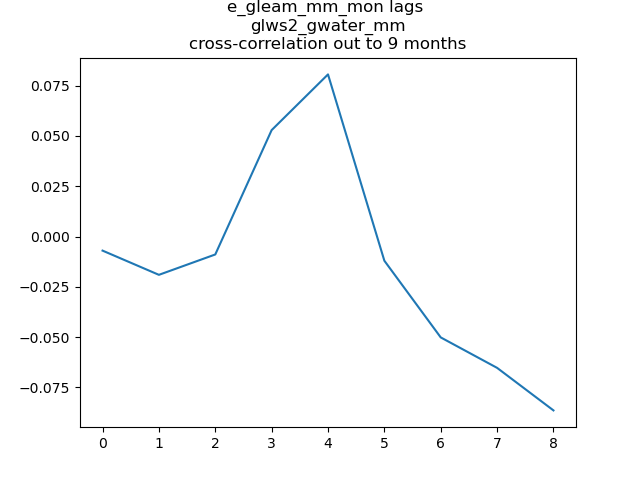 e_gleam_mm_mon lags
glws2_gwater_mm
cross-correlation out to 9 months
0.075
0.050
0.025
0.000
−0.025
−0.050
−0.075
0 1 2 3 4 5 6 7 8